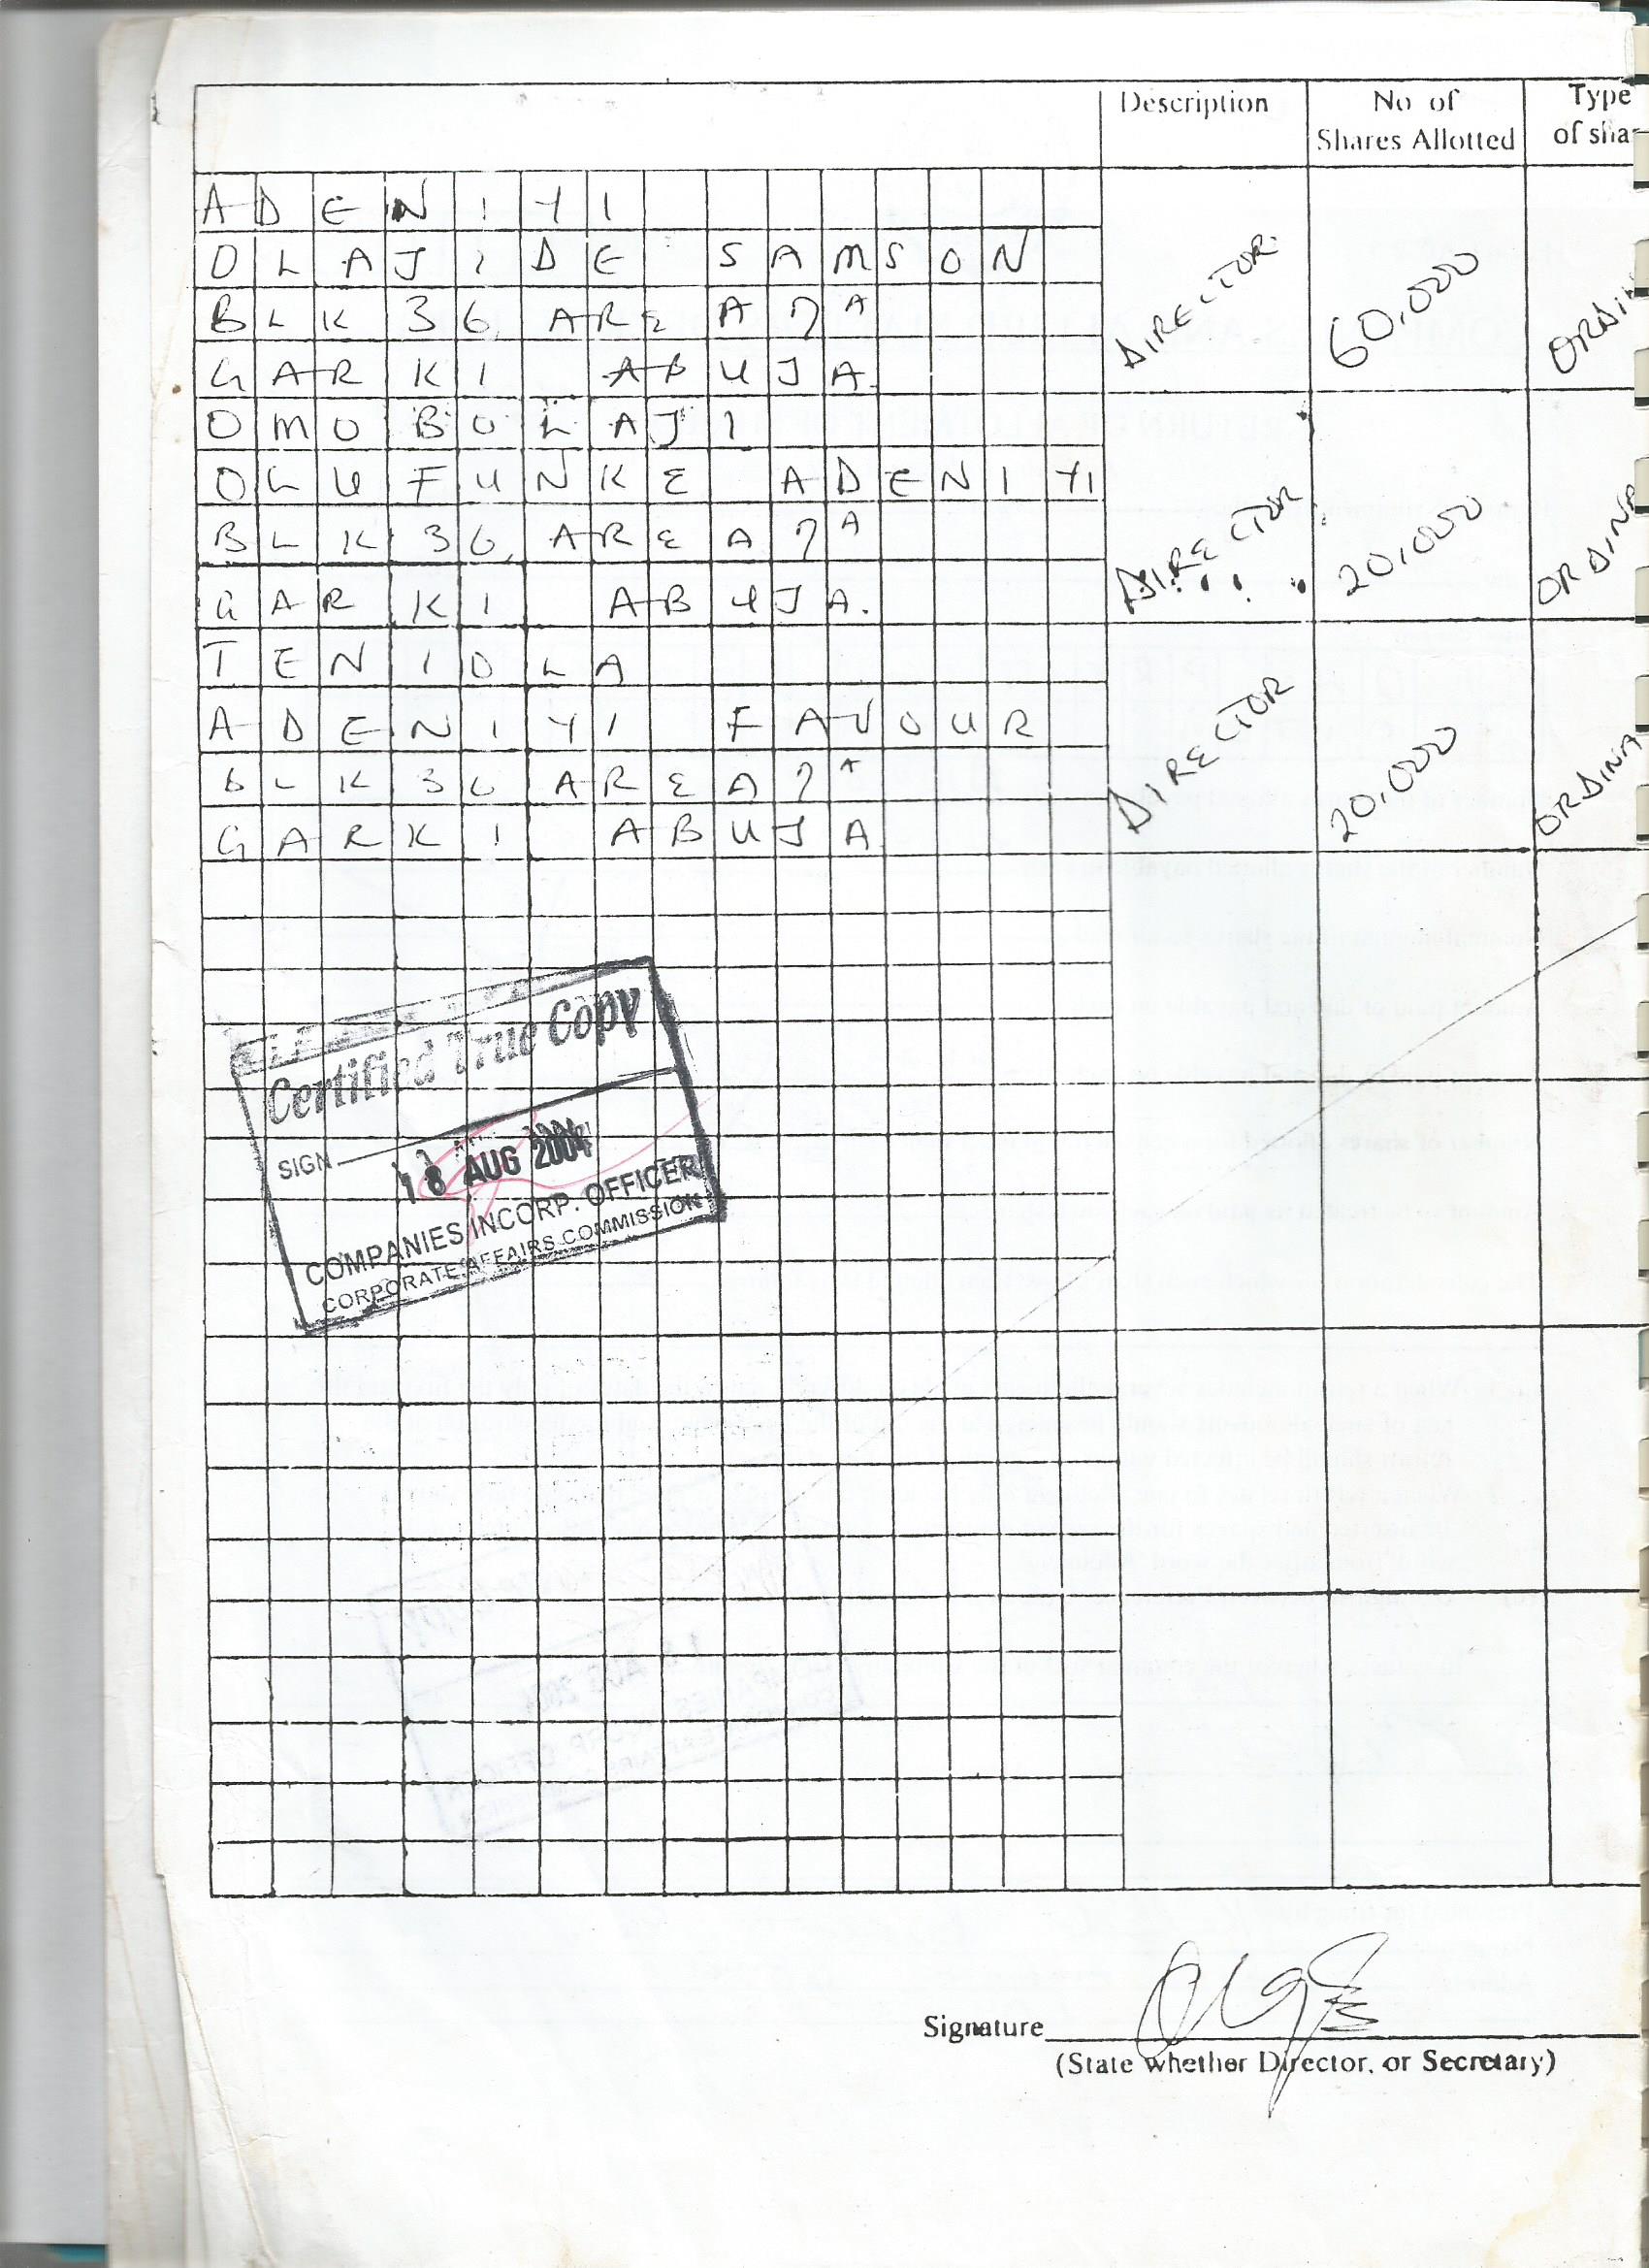 Description
No of
Shares Allotted
Type
of shar
ADENIYI
OLAJIDE SAMSON
BLK 36, AREA 7A
GARKI ABUJA.
DIRECTOR
60,000
ORDIN
OMOBOLAJI
OLUFUNKE ADENIYI
BLK 36, AREA 7A
GARKI ABUJA.
DIRECTOR
20,000
ORDINA
TENIOLA
ADENIYI FAVOUR
BLK 36 AREA 7A
GARKI ABUJA
DIRECTOR
20,000
ORDINA
Certified True Copy
SIGN
18 AUG 2004
COMPANIES INCORP. OFFICER
CORPORATE AFFAIRS COMMISSION
Signature
(State whether Director, or Secretary)